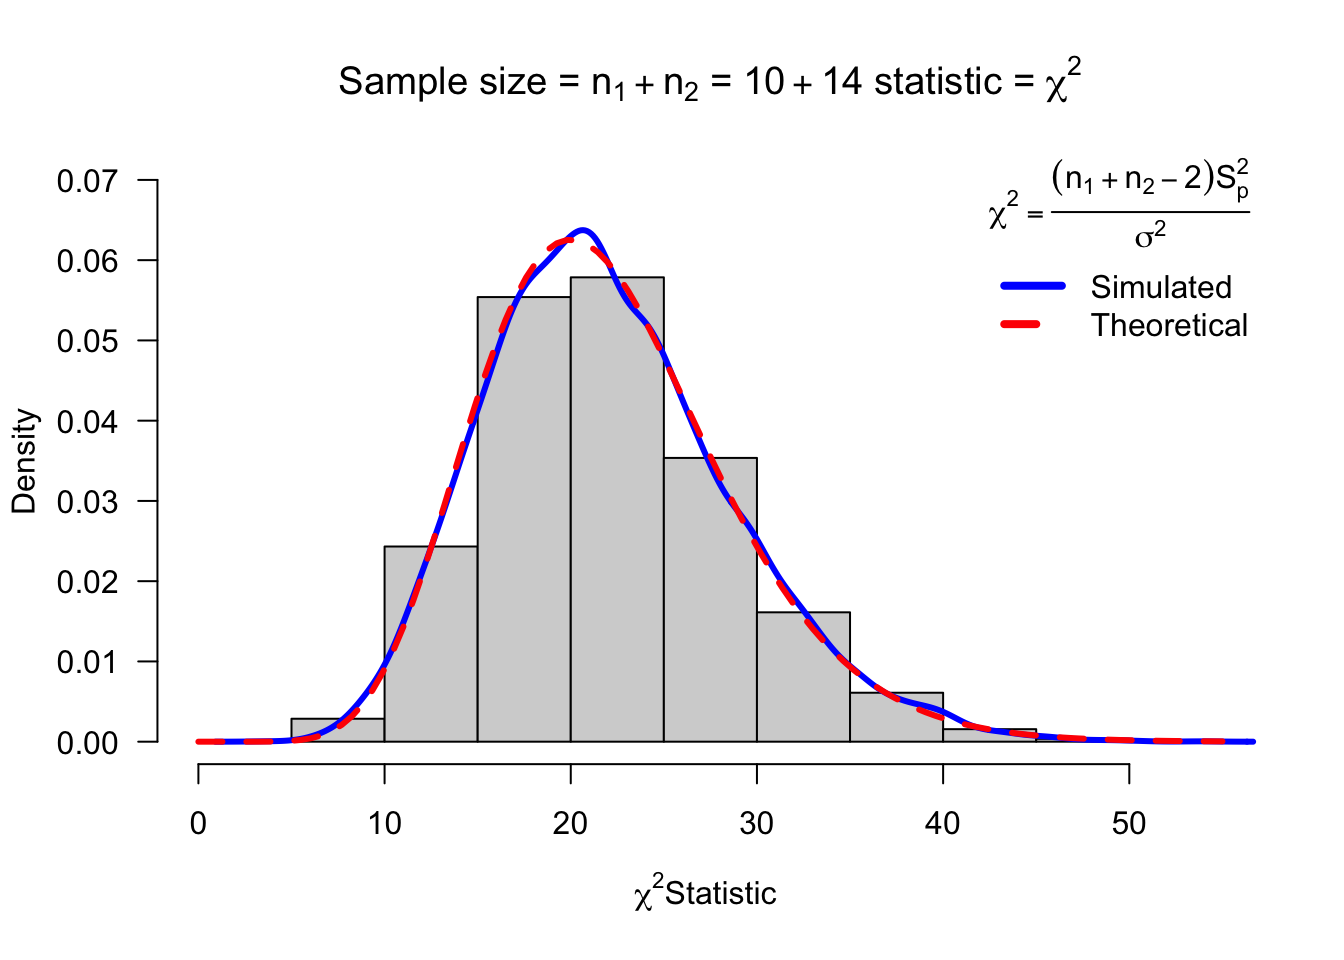 Sample size = n₁ + n₂ = 10 + 14 statistic = χ²
χ² = (n₁ + n₂ − 2)Sₚ² / σ²
Simulated
Theoretical
Density
0.07
0.06
0.05
0.04
0.03
0.02
0.01
0.00
0 10 20 30 40 50
χ²Statistic